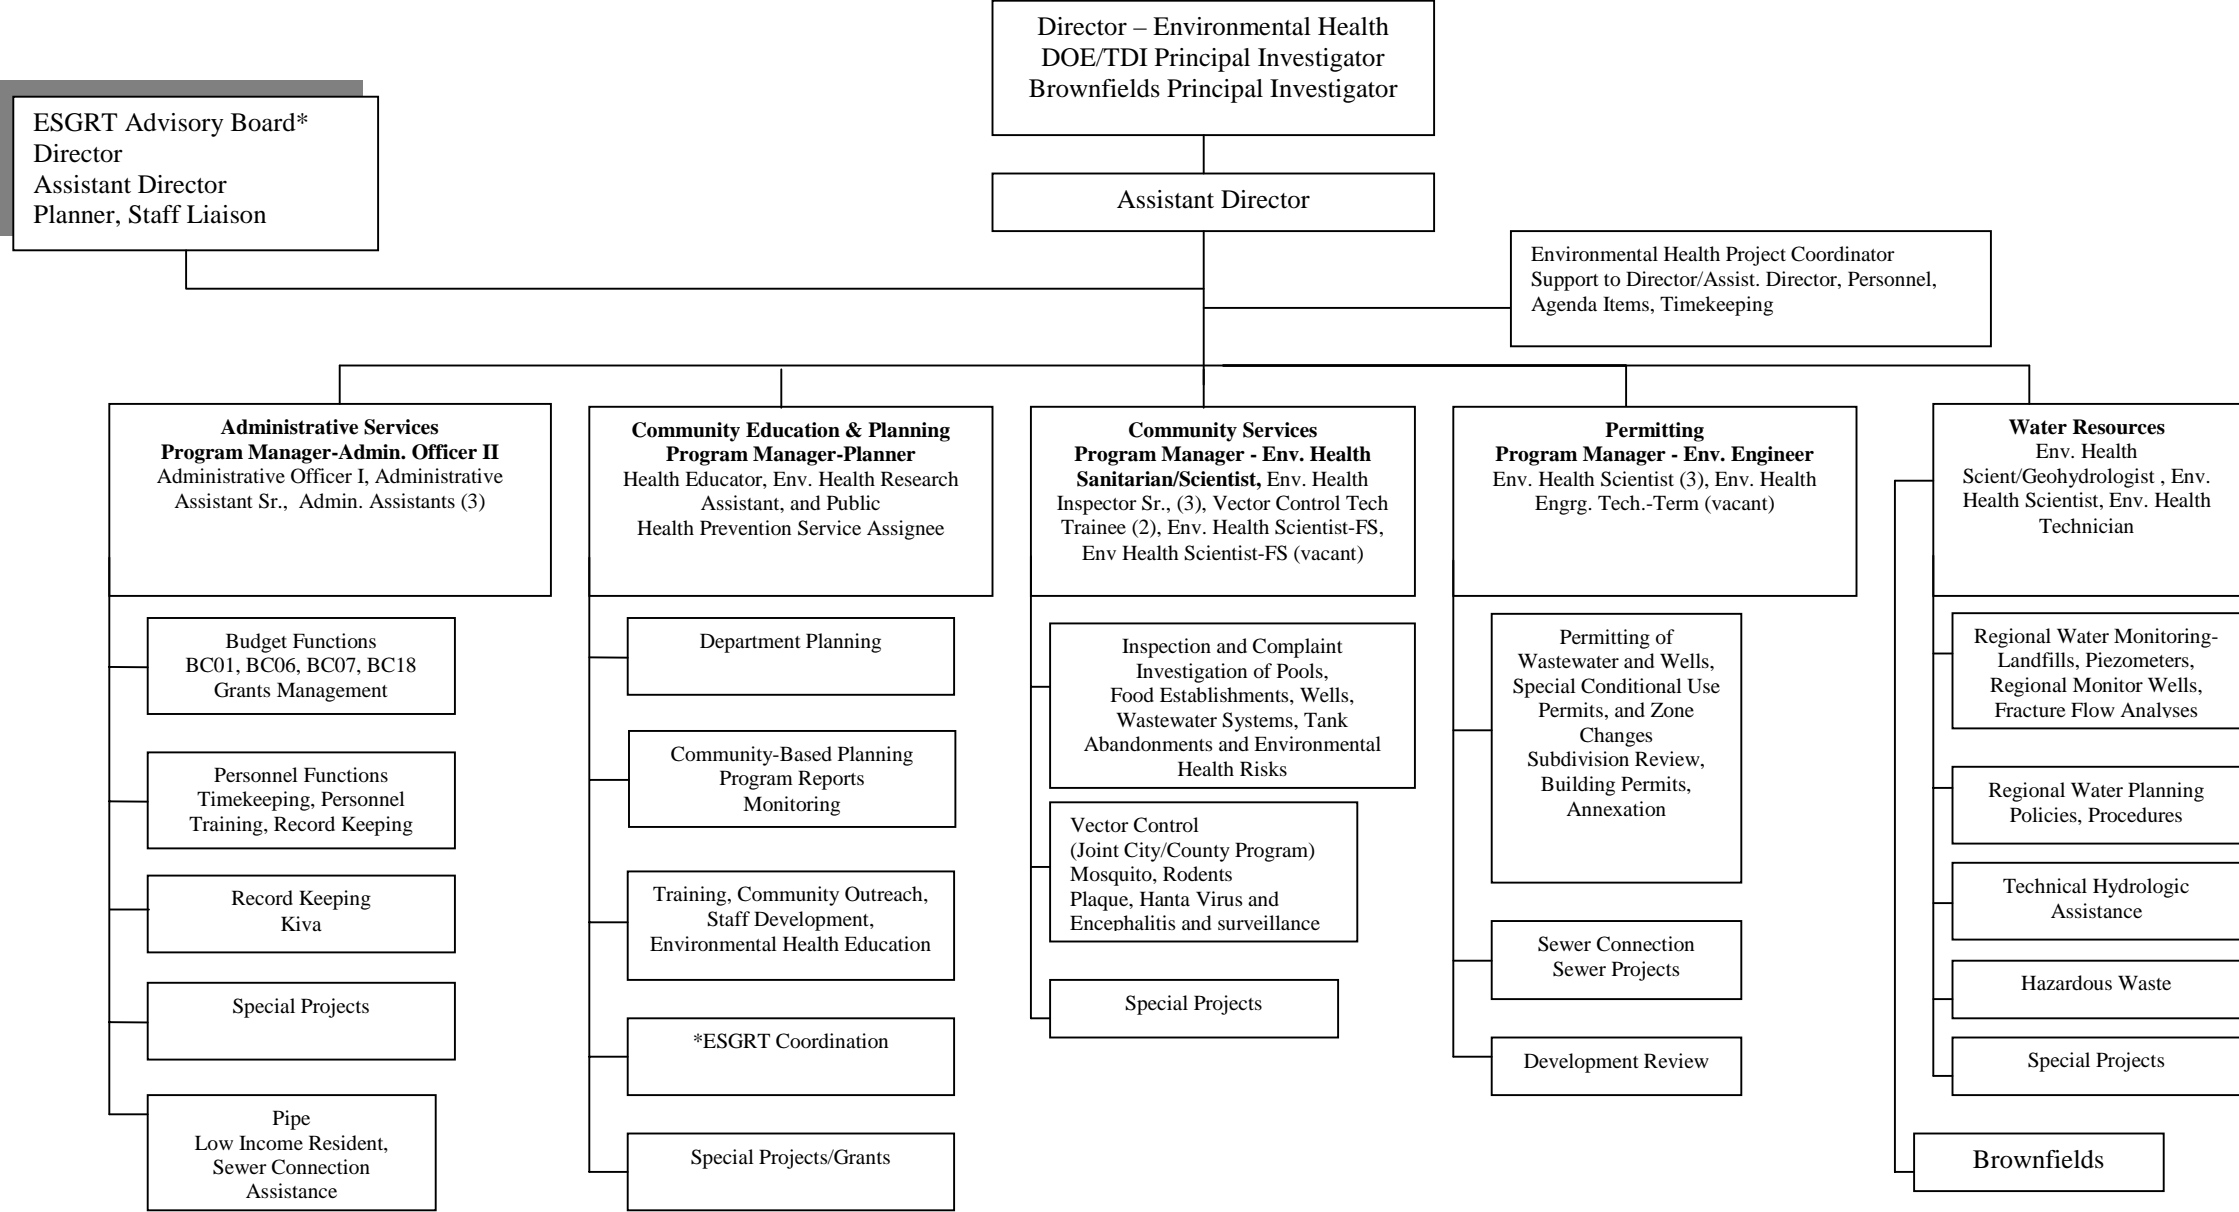 Director – Environmental Health
DOE/TDI Principal Investigator
Brownfields Principal Investigator
ESGRT Advisory Board*
Director
Assistant Director
Planner, Staff Liaison
Assistant Director
Environmental Health Project Coordinator
Support to Director/Assist. Director, Personnel,
Agenda Items, Timekeeping
Administrative Services
Program Manager-Admin. Officer II
Administrative Officer I, Administrative
Assistant Sr.,  Admin. Assistants (3)
Community Education & Planning
Program Manager-Planner
Health Educator, Env. Health Research
Assistant, and Public
Health Prevention Service Assignee
Community Services
Program Manager - Env. Health
Sanitarian/Scientist, Env. Health
Inspector Sr., (3), Vector Control Tech
Trainee (2), Env. Health Scientist-FS,
Env Health Scientist-FS (vacant)
Permitting
Program Manager - Env. Engineer
Env. Health Scientist (3), Env. Health
Engrg. Tech.-Term (vacant)
Water Resources
Env. Health
Scient/Geohydrologist , Env.
Health Scientist, Env. Health
Technician
Budget Functions
BC01, BC06, BC07, BC18
Grants Management
Personnel Functions
Timekeeping, Personnel
Training, Record Keeping
Record Keeping
Kiva
Special Projects
Pipe
Low Income Resident,
Sewer Connection
Assistance
Department Planning
Community-Based Planning
Program Reports
Monitoring
Training, Community Outreach,
Staff Development,
Environmental Health Education
*ESGRT Coordination
Special Projects/Grants
Inspection and Complaint
Investigation of Pools,
Food Establishments, Wells,
Wastewater Systems, Tank
Abandonments and Environmental
Health Risks
Vector Control
(Joint City/County Program)
Mosquito, Rodents
Plaque, Hanta Virus and
Encephalitis and surveillance
Special Projects
Permitting of
Wastewater and Wells,
Special Conditional Use
Permits, and Zone
Changes
Subdivision Review,
Building Permits,
Annexation
Sewer Connection
Sewer Projects
Development Review
Regional Water Monitoring-
Landfills, Piezometers,
Regional Monitor Wells,
Fracture Flow Analyses
Regional Water Planning
Policies, Procedures
Technical Hydrologic
Assistance
Hazardous Waste
Special Projects
Brownfields